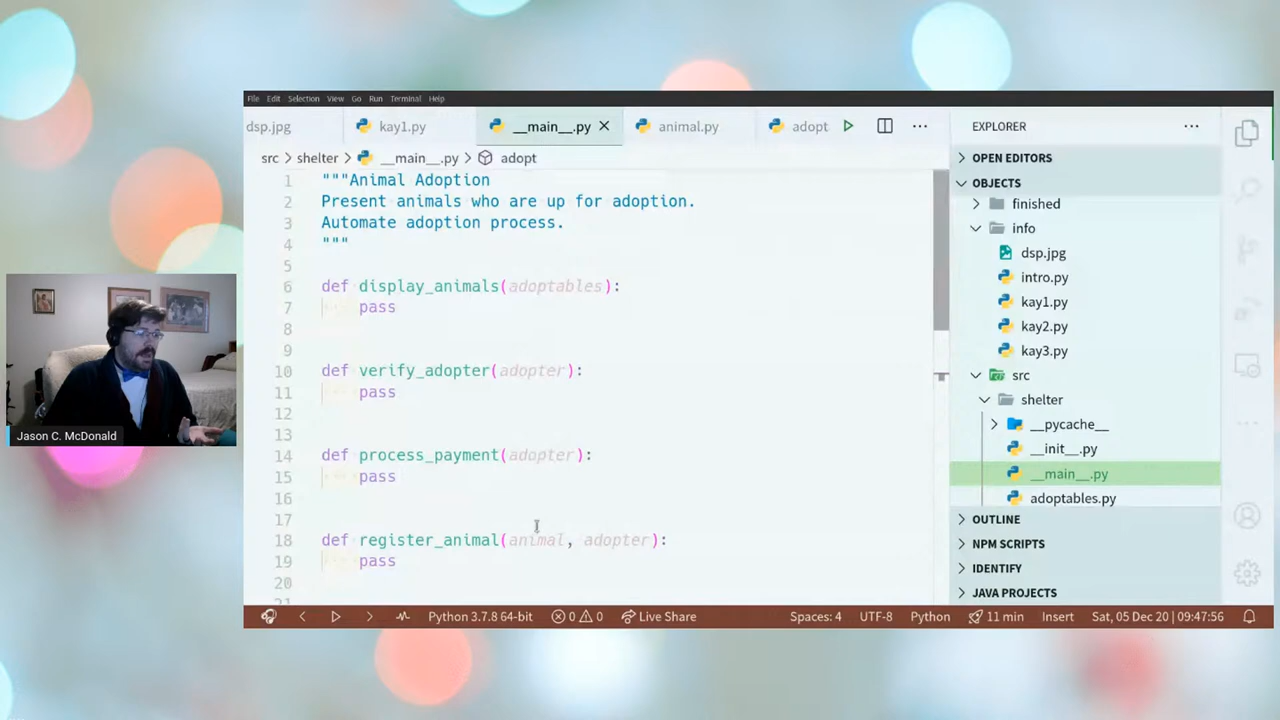 File Edit Selection View Go Run Terminal Help
dsp.jpg kay1.py __main__.py animal.py adopt
src > shelter > __main__.py > adopt
1 """Animal Adoption
2 Present animals who are up for adoption.
3 Automate adoption process.
4 """
5
6 def display_animals(adoptables):
7 pass
8
9
10 def verify_adopter(adopter):
11 pass
12
13
14 def process_payment(adopter):
15 pass
16
17
18 def register_animal(animal, adopter):
19 pass
20
21
EXPLORER
OPEN EDITORS
OBJECTS
finished
info
dsp.jpg
intro.py
kay1.py
kay2.py
kay3.py
src
shelter
__pycache__
__init__.py
__main__.py
adoptables.py
OUTLINE
NPM SCRIPTS
IDENTIFY
JAVA PROJECTS
Python 3.7.8 64-bit 0 0 Live Share Spaces: 4 UTF-8 Python 11 min Insert Sat, 05 Dec 20 | 09:47:56
Jason C. McDonald